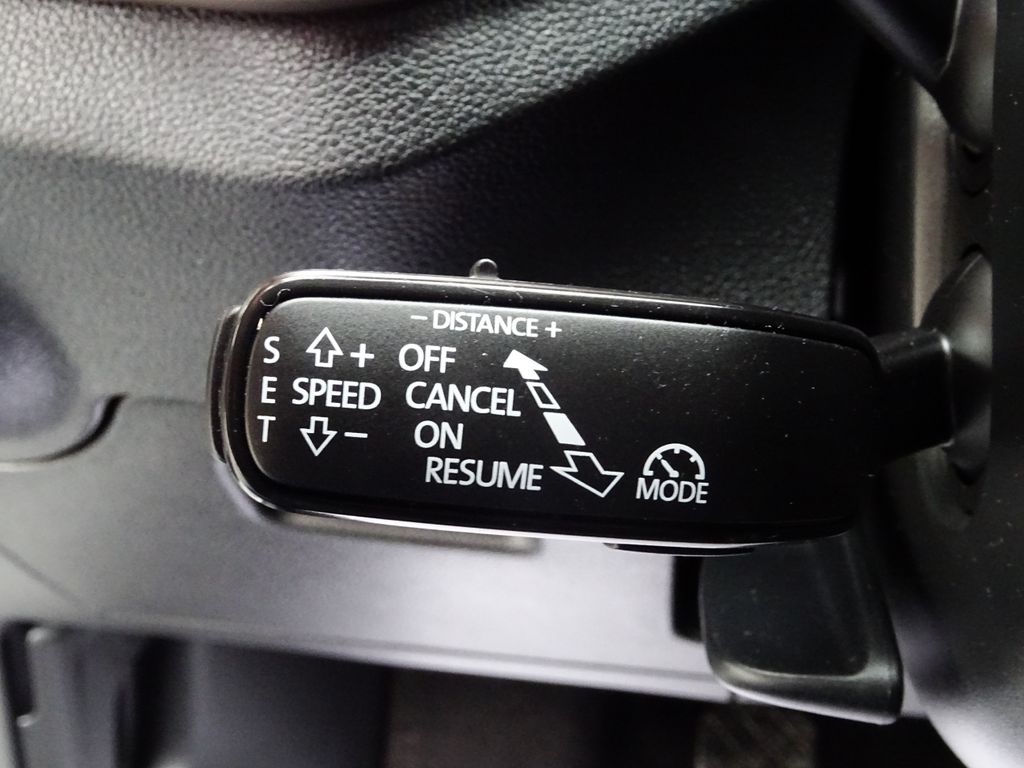 − DISTANCE +
S + OFF
E SPEED CANCEL
T − ON
RESUME
MODE